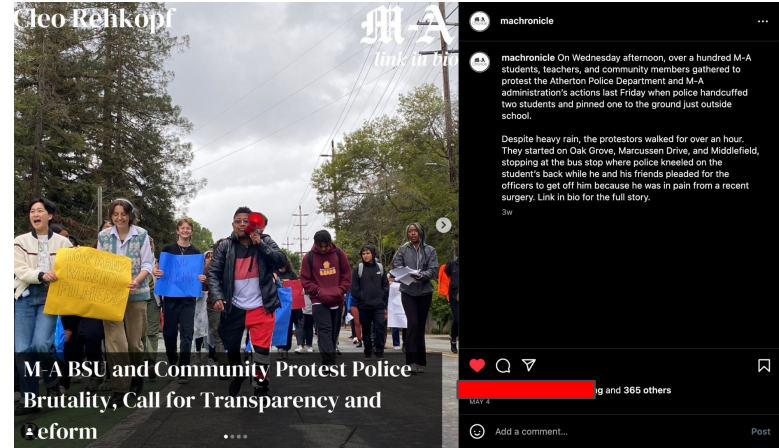 Cleo Rehkopf
M-A
link in bio
M-A BSU and Community Protest Police
Brutality, Call for Transparency and
eform
machronicle
machronicle On Wednesday afternoon, over a hundred M-A
students, teachers, and community members gathered to
protest the Atherton Police Department and M-A
administration's actions last Friday when police handcuffed
two students and pinned one to the ground just outside
school.
Despite heavy rain, the protestors walked for over an hour.
They started on Oak Grove, Marcussen Drive, and Middlefield,
stopping at the bus stop where police kneeled on the
student's back while he and his friends pleaded for the
officers to get off him because he was in pain from a recent
surgery. Link in bio for the full story.
3w
g and 365 others
MAY 4
Add a comment...
Post